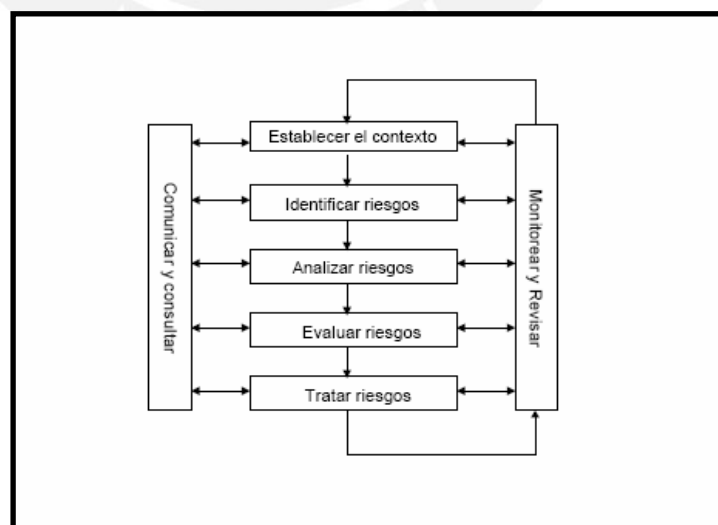 Establecer el contexto
Comunicar y consultar
Monitorear y Revisar
Identificar riesgos
Analizar riesgos
Evaluar riesgos
Tratar riesgos